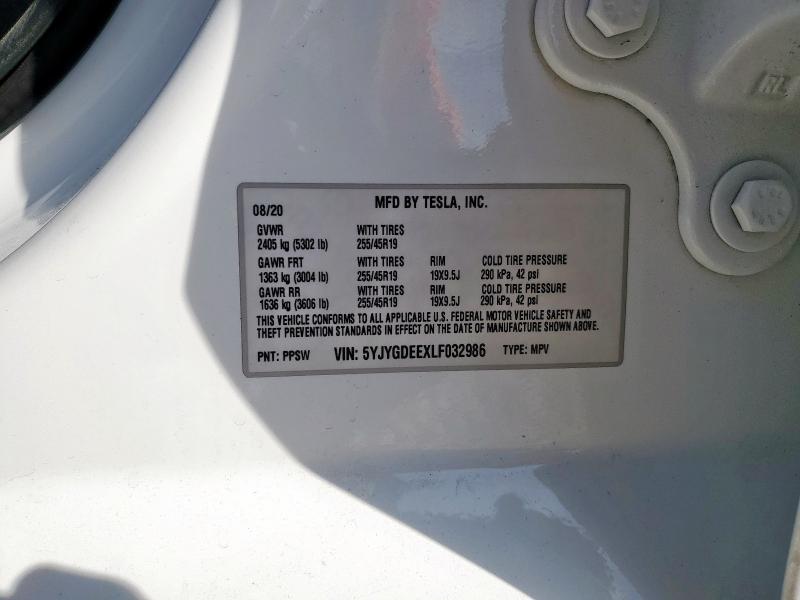 RL
08/20 MFD BY TESLA, INC.
GVWR WITH TIRES
2405 kg (5302 lb) 255/45R19
GAWR FRT WITH TIRES RIM COLD TIRE PRESSURE
1363 kg (3004 lb) 255/45R19 19X9.5J 290 kPa, 42 psi
GAWR RR WITH TIRES RIM COLD TIRE PRESSURE
1636 kg (3606 lb) 255/45R19 19X9.5J 290 kPa, 42 psi
THIS VEHICLE CONFORMS TO ALL APPLICABLE U.S. FEDERAL MOTOR VEHICLE SAFETY AND
THEFT PREVENTION STANDARDS IN EFFECT ON THE DATE OF MANUFACTURE SHOWN ABOVE.
PNT: PPSW VIN: 5YJYGDEEXLF032986 TYPE: MPV